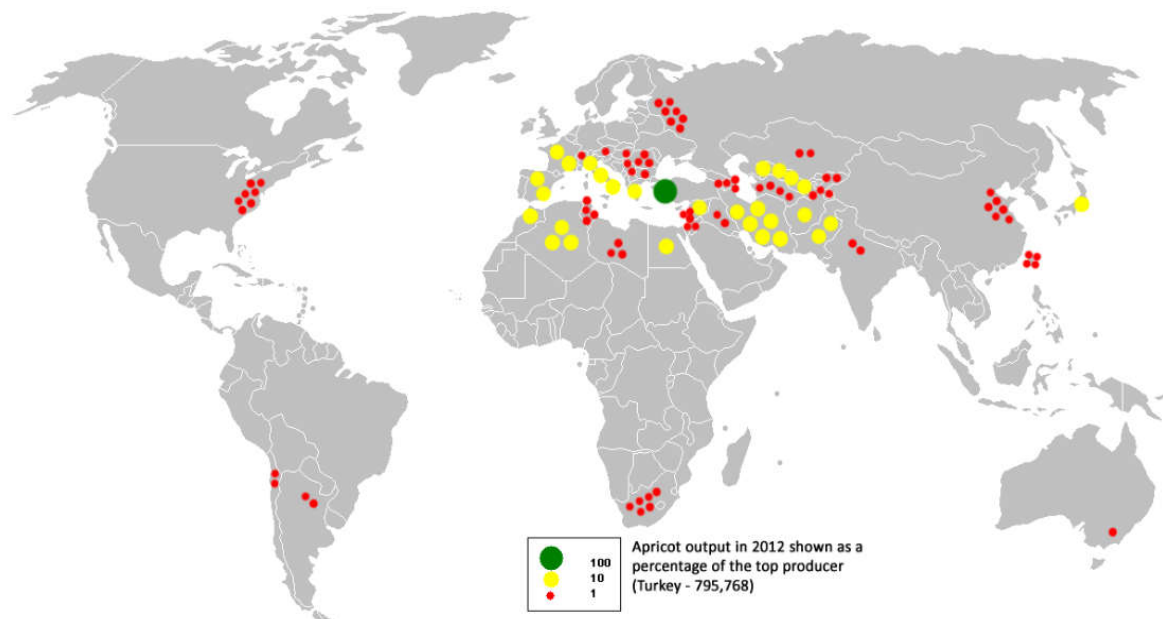 100
10
1
Apricot output in 2012 shown as a
percentage of the top producer
(Turkey - 795,768)